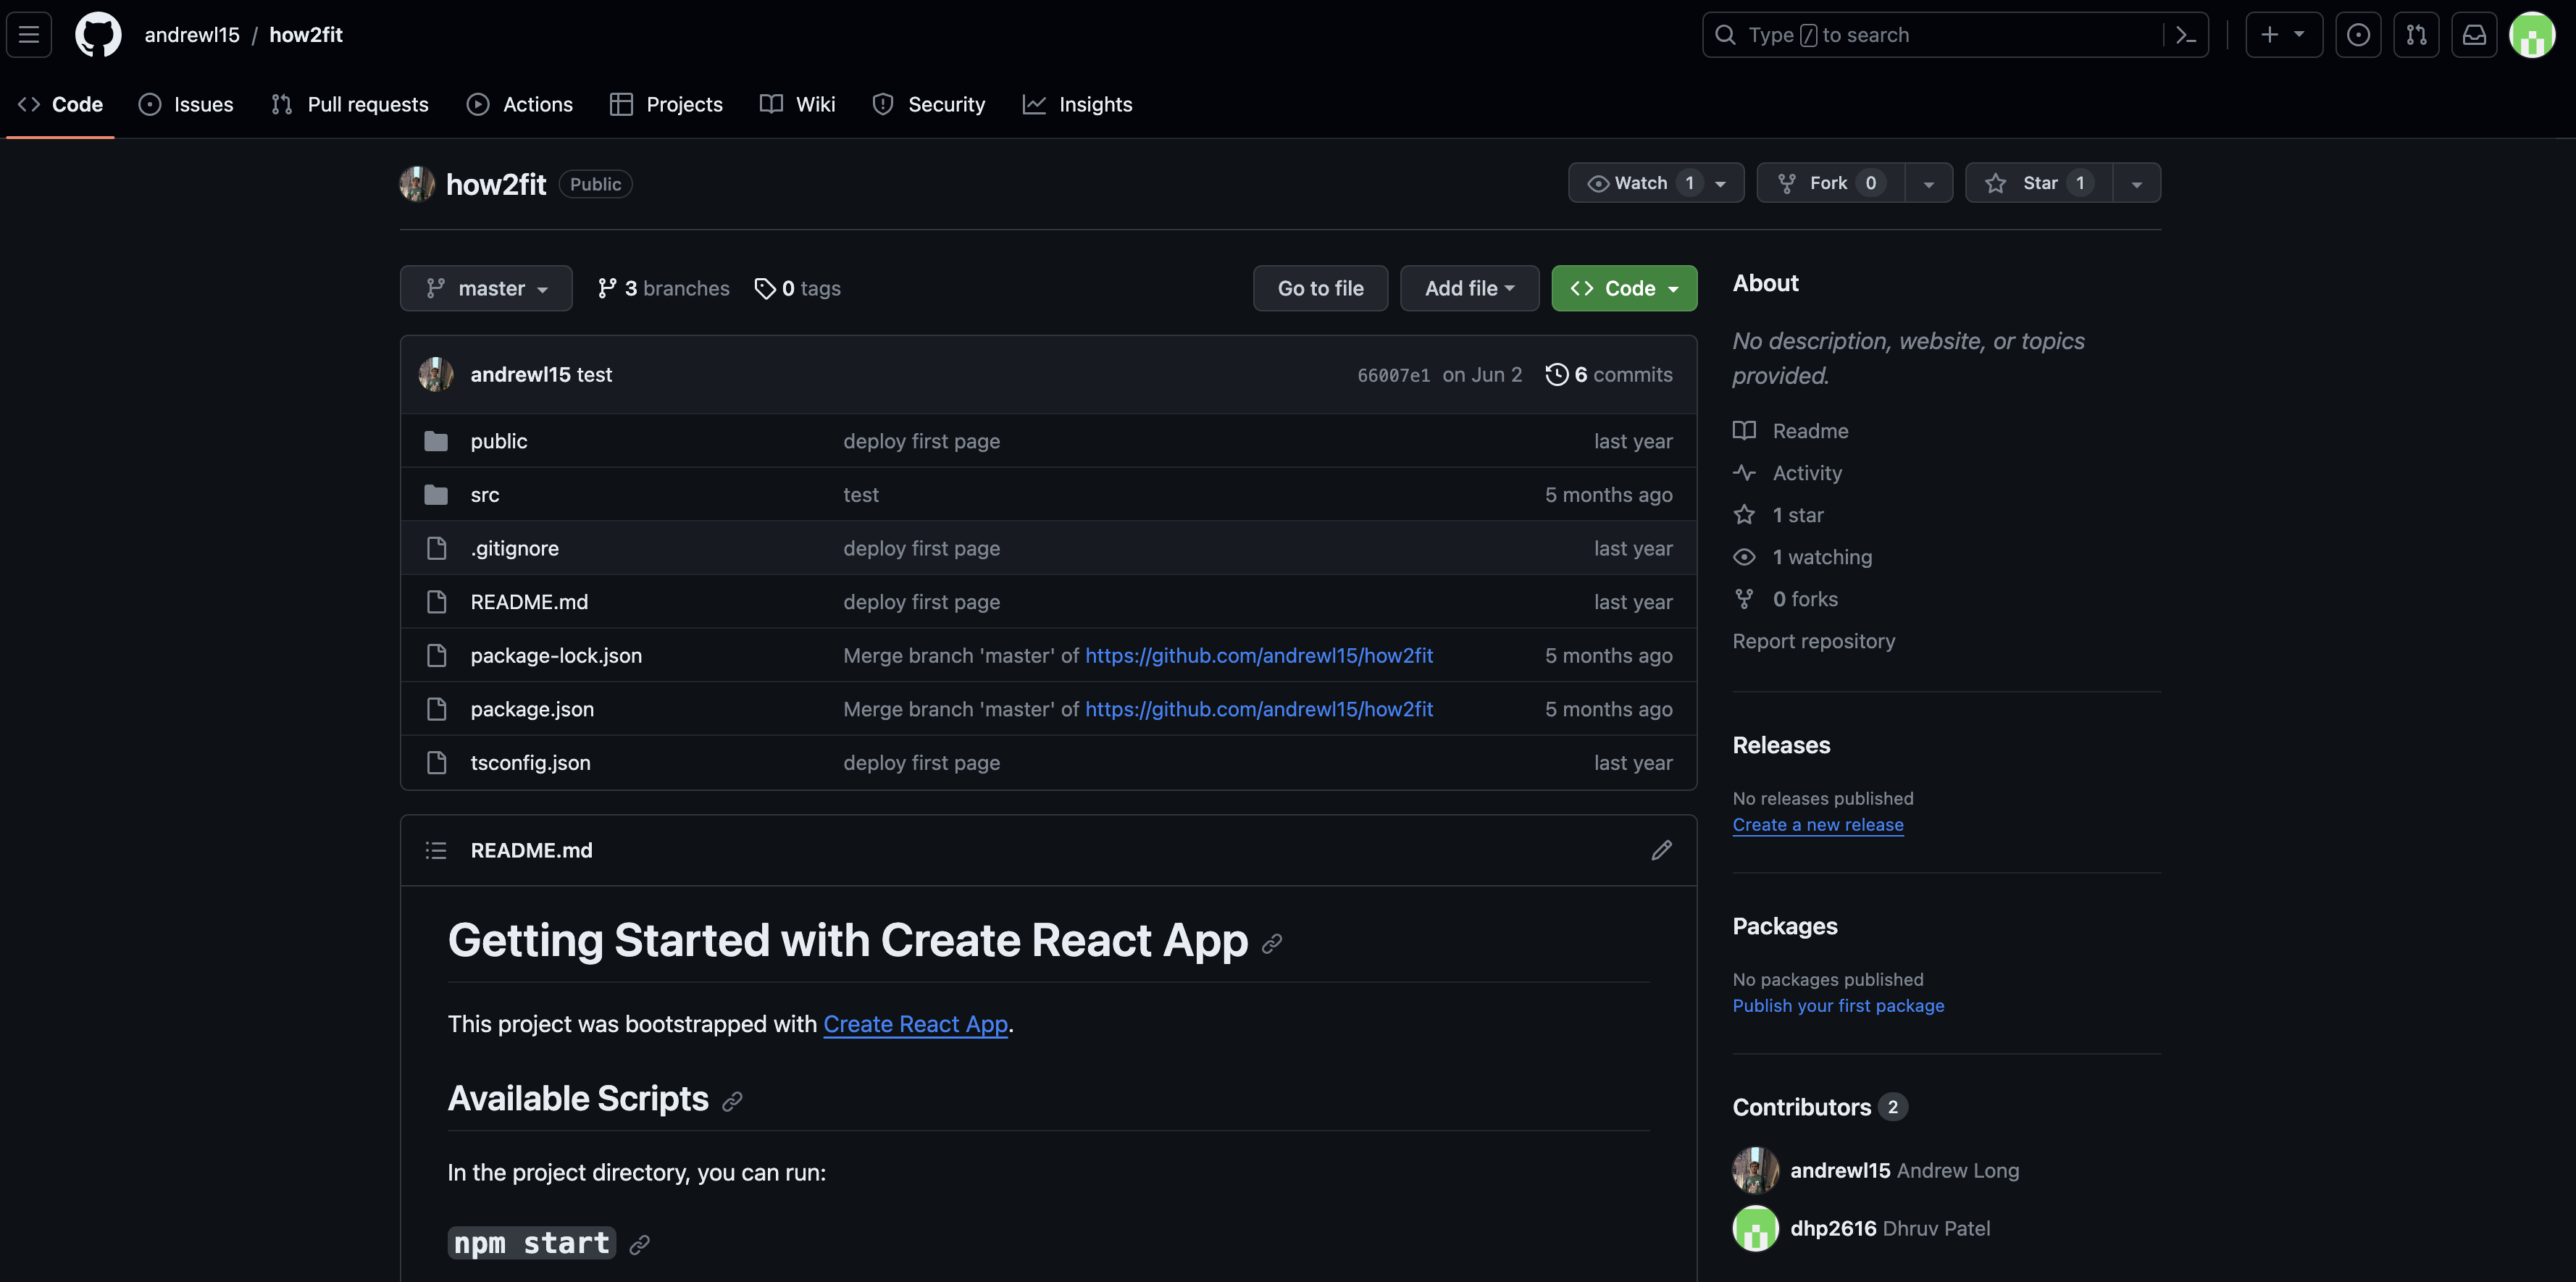 andrewl15 / how2fit
Type / to search
Code
Issues
Pull requests
Actions
Projects
Wiki
Security
Insights
how2fit Public
Watch 1
Fork 0
Star 1
master
3 branches
0 tags
Go to file
Add file
Code
andrewl15 test 66007e1 on Jun 2 6 commits
public deploy first page last year
src test 5 months ago
.gitignore deploy first page last year
README.md deploy first page last year
package-lock.json Merge branch 'master' of https://github.com/andrewl15/how2fit 5 months ago
package.json Merge branch 'master' of https://github.com/andrewl15/how2fit 5 months ago
tsconfig.json deploy first page last year
README.md
Getting Started with Create React App
This project was bootstrapped with Create React App.
Available Scripts
In the project directory, you can run:
npm start
About
No description, website, or topics
provided.
Readme
Activity
1 star
1 watching
0 forks
Report repository
Releases
No releases published
Create a new release
Packages
No packages published
Publish your first package
Contributors 2
andrewl15 Andrew Long
dhp2616 Dhruv Patel